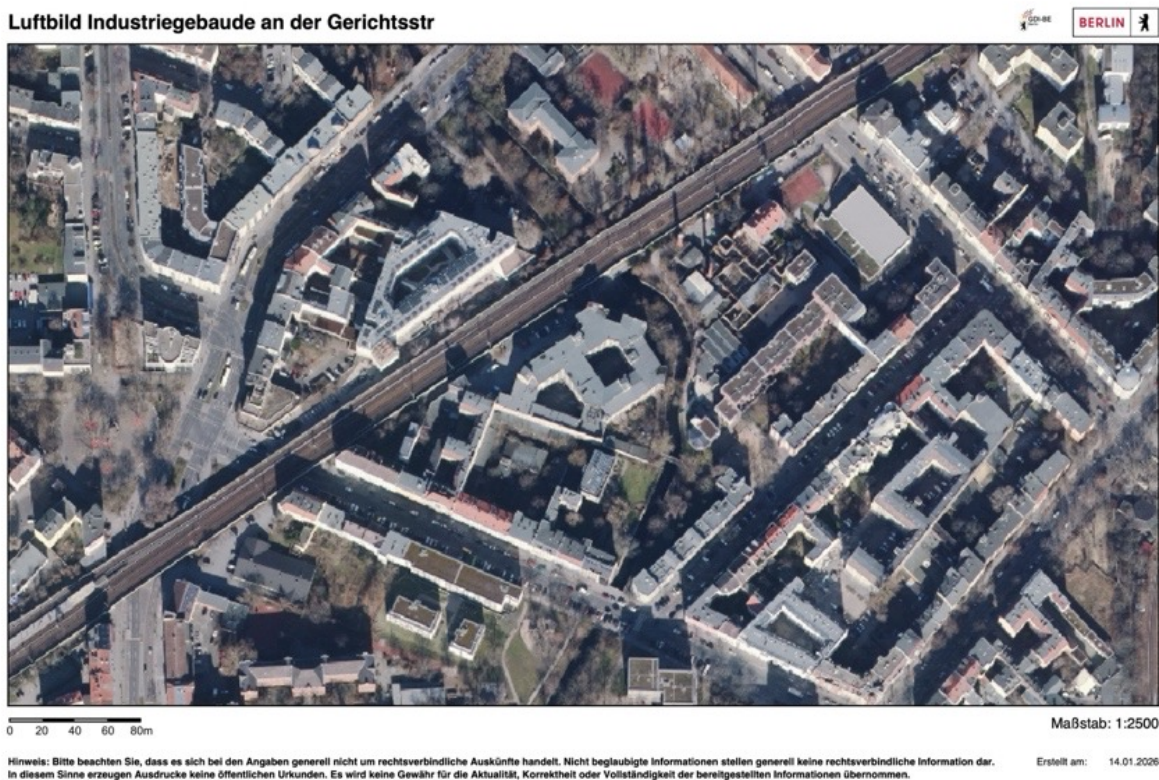 Luftbild Industriegebaude an der Gerichtsstr
GDI-BE
BERLIN
0 20 40 60 80m
Maßstab: 1:2500
Hinweis: Bitte beachten Sie, dass es sich bei den Angaben generell nicht um rechtsverbindliche Auskünfte handelt. Nicht beglaubigte Informationen stellen generell keine rechtsverbindliche Information dar.
In diesem Sinne erzeugen Ausdrucke keine öffentlichen Urkunden. Es wird keine Gewähr für die Aktualität, Korrektheit oder Vollständigkeit der bereitgestellten Informationen übernommen.
Erstellt am: 14.01.2026